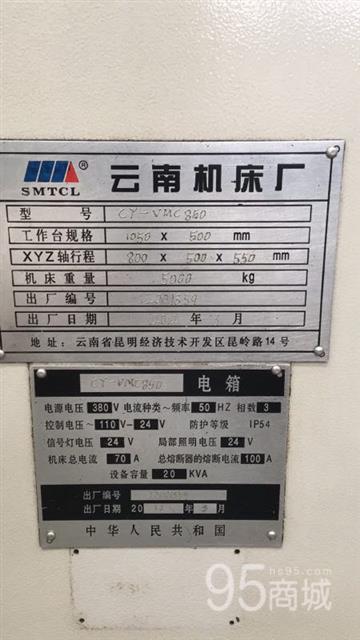 ®
SMTCL 云南机床厂
型 号 CY-VMC850
工作台规格 1050 x 500 mm
XYZ轴行程 800 x 500 x 550 mm
机床重量 5000 kg
出厂编号
出厂日期 年 月
地址：云南省昆明经济技术开发区昆岭路14号
CY-VMC850 电箱
电源电压 380 V 电流种类~频率 50 HZ 相数 3
控制电压~ 110 V- 24 V 防护等级 IP54
信号灯电压 24 V 局部照明电压 24 V
机床总电流 70 A 总熔断器的熔断电流 100 A
设备容量 20 KVA
出厂编号
出厂日期 20 年 月
中华人民共和国
95商城
hs95.com